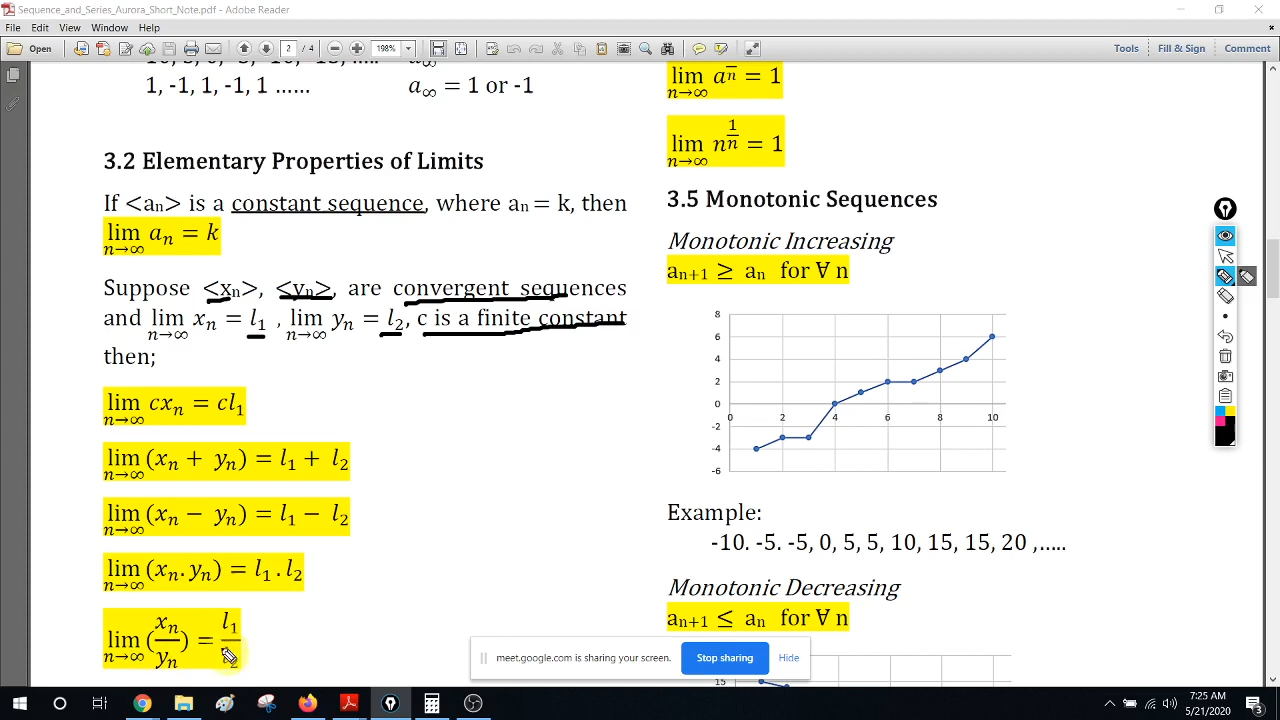 Sequence_and_Series_Aurora_Short_Note.pdf - Adobe Reader
File Edit View Window Help
Open 2 / 4 198% Tools Fill & Sign Comment
1, -1, 1, -1, 1 ...... a∞ = 1 or -1
3.2 Elementary Properties of Limits
If <an> is a constant sequence, where an = k, then
lim n→∞ an = k
Suppose <xn>, <yn>, are convergent sequences
and lim n→∞ xn = l1 , lim n→∞ yn = l2, c is a finite constant
then;
lim n→∞ cxn = cl1
lim n→∞ (xn + yn) = l1 + l2
lim n→∞ (xn − yn) = l1 − l2
lim n→∞ (xn. yn) = l1 . l2
lim n→∞ (xn/yn) = l1/
lim n→∞ a^1/n = 1
lim n→∞ n^1/n = 1
3.5 Monotonic Sequences
Monotonic Increasing
an+1 ≥ an for ∀ n
8
6
4
2
0
-2
-4
-6
0 2 4 6 8 10
Example:
-10. -5. -5, 0, 5, 5, 10, 15, 15, 20 ,.....
Monotonic Decreasing
an+1 ≤ an for ∀ n
15
meet.google.com is sharing your screen. Stop sharing Hide
7:25 AM
5/21/2020
3